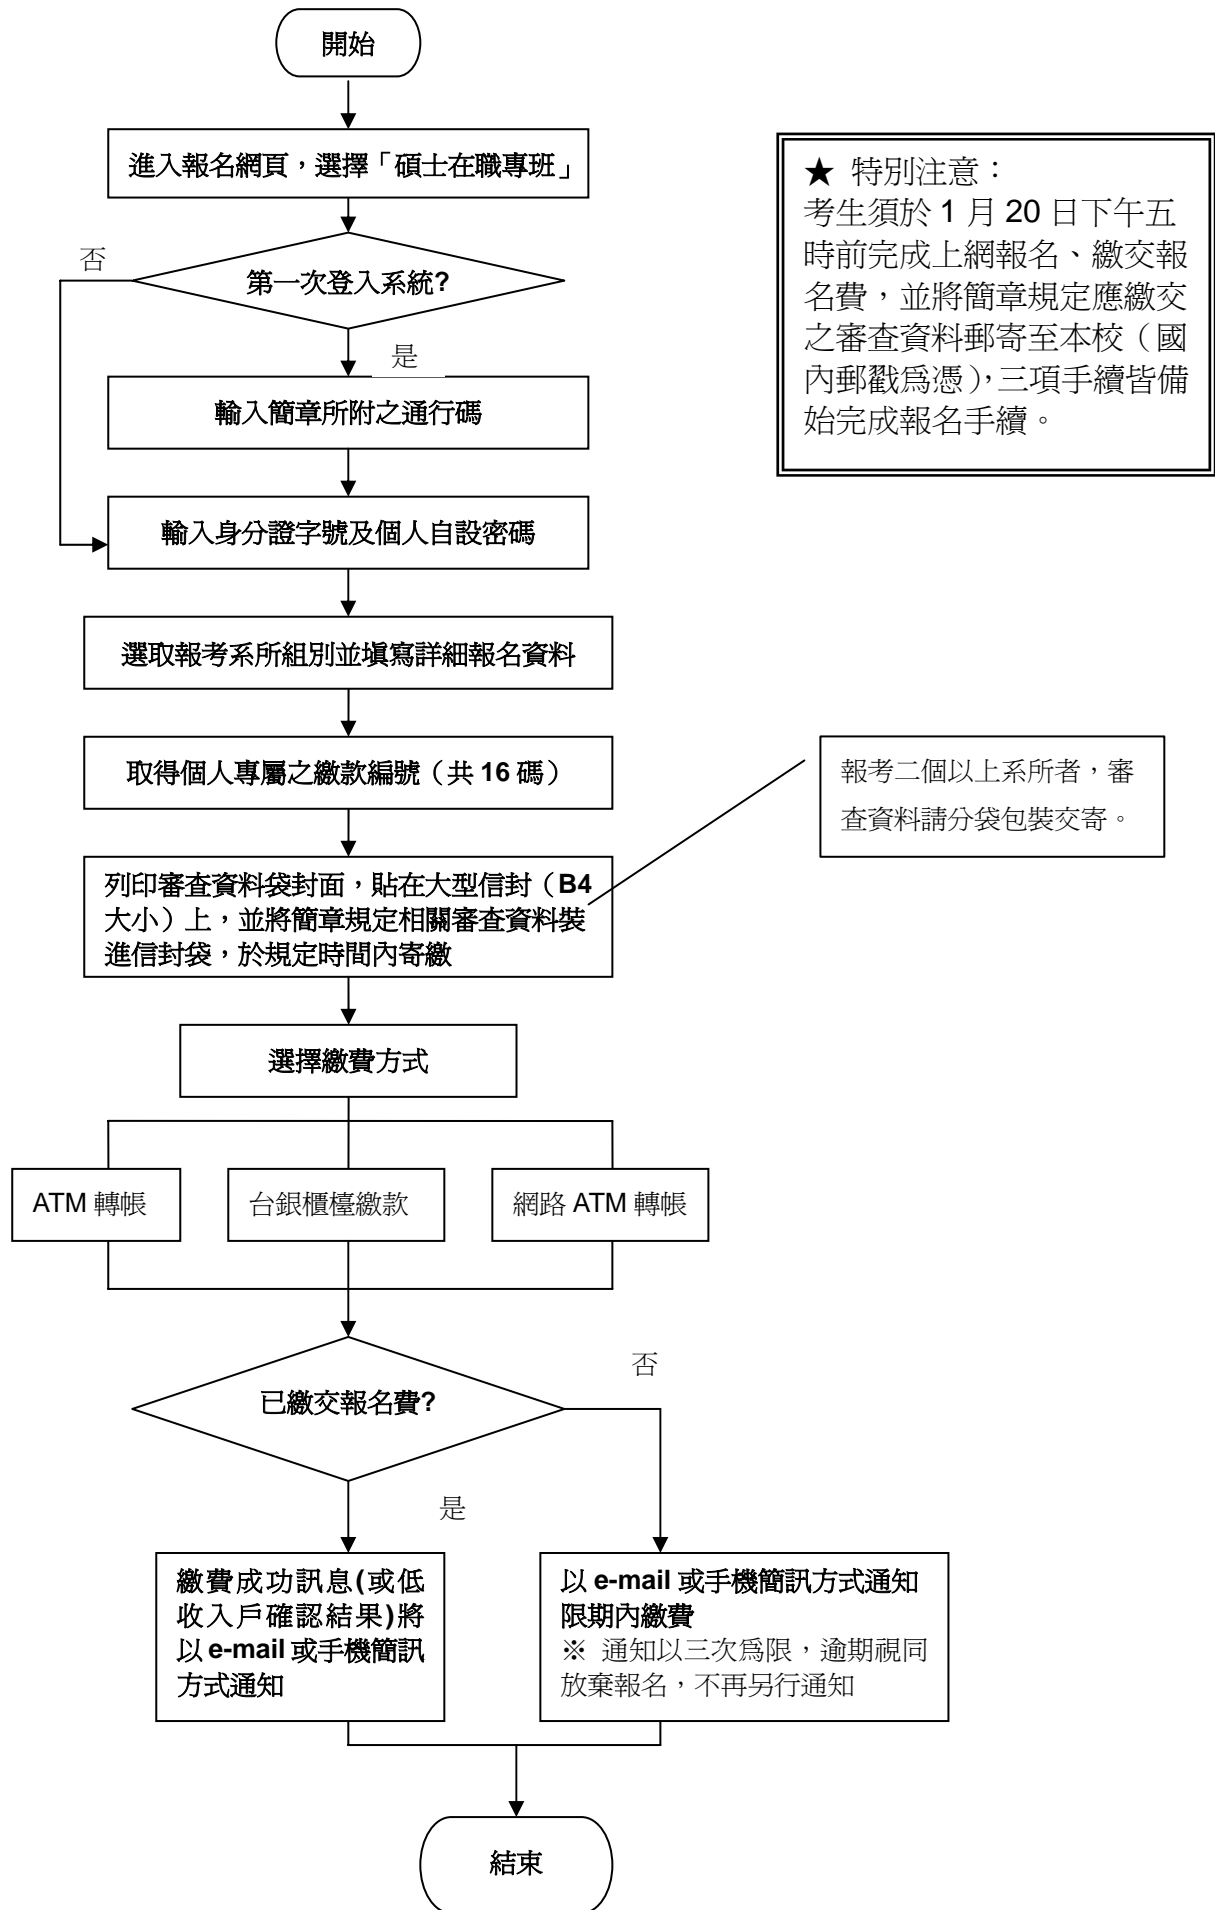 開始
進入報名網頁，選擇「碩士在職專班」
★ 特別注意：
考生須於 1 月 20 日下午五
時前完成上網報名、繳交報
名費，並將簡章規定應繳交
之審查資料郵寄至本校（國
內郵戳為憑），三項手續皆備
始完成報名手續。
否
第一次登入系統?
是
輸入簡章所附之通行碼
輸入身分證字號及個人自設密碼
選取報考系所組別並填寫詳細報名資料
取得個人專屬之繳款編號（共 16 碼）
報考二個以上系所者，審
查資料請分袋包裝交寄。
列印審查資料袋封面，貼在大型信封（B4
大小）上，並將簡章規定相關審查資料裝
進信封袋，於規定時間內寄繳
選擇繳費方式
ATM 轉帳
台銀櫃檯繳款
網路 ATM 轉帳
已繳交報名費?
否
是
繳費成功訊息(或低
收入戶確認結果)將
以 e-mail 或手機簡訊
方式通知
以 e-mail 或手機簡訊方式通知
限期內繳費
※ 通知以三次為限，逾期視同
放棄報名，不再另行通知
結束